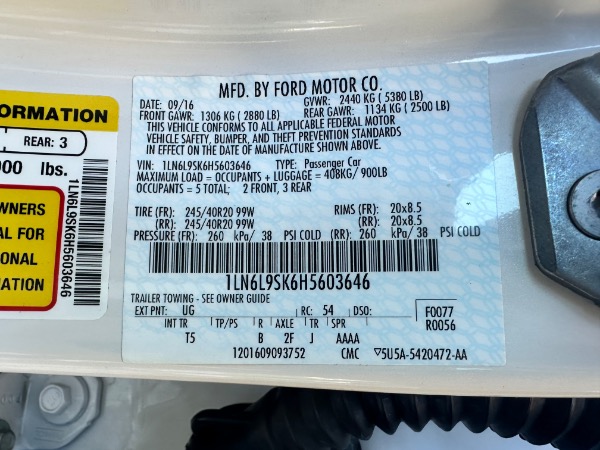 MFD. BY FORD MOTOR CO.
DATE: 09/16 GVWR: 2440 KG ( 5380 LB)
FRONT GAWR: 1306 KG ( 2880 LB) REAR GAWR: 1134 KG ( 2500 LB)
THIS VEHICLE CONFORMS TO ALL APPLICABLE FEDERAL MOTOR
VEHICLE SAFETY, BUMPER, AND THEFT PREVENTION STANDARDS
IN EFFECT ON THE DATE OF MANUFACTURE SHOWN ABOVE.
VIN: 1LN6L9SK6H5603646 TYPE: Passenger Car
MAXIMUM LOAD = OCCUPANTS + LUGGAGE = 408KG/ 900LB
OCCUPANTS = 5 TOTAL; 2 FRONT, 3 REAR
TIRE (FR): 245/40R20 99W RIMS (FR): 20x8.5
(RR): 245/40R20 99W (RR): 20x8.5
PRESSURE (FR): 260 kPa/ 38 PSI COLD (RR): 260 kPa/ 38 PSI COLD
1LN6L9SK6H5603646
TRAILER TOWING - SEE OWNER GUIDE
EXT PNT: UG RC: 54 DSO:
F0077
R0056
INT TR TP/PS R AXLE TR SPR
T5 B 2F J AAAA
1201609093752 CMC ▽5U5A-5420472-AA
ORMATION
REAR: 3
000 lbs.
WNERS
AL FOR
IONAL
ATION
1LN6L9SK6H5603646